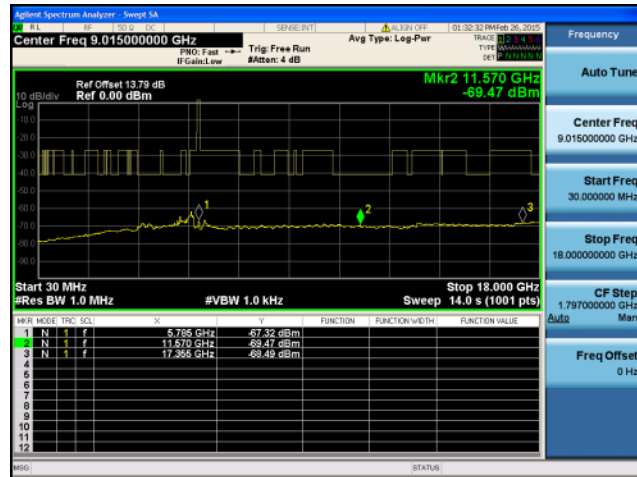 Agilent Spectrum Analyzer - Swept SA
RL RF 50 Ω DC SENSE:INT ALIGN OFF 01:32:32 PM Feb 26, 2015
Center Freq 9.015000000 GHz
PNO: Fast
IFGain:Low
Trig: Free Run
#Atten: 4 dB
Avg Type: Log-Pwr
TRACE 1 2 3 4 5 6
TYPE
DET P N N N N N
Ref Offset 13.79 dB
Ref 0.00 dBm
10 dB/div
Log
Mkr2 11.570 GHz
-69.47 dBm
-10.0
-20.0
-30.0
-40.0
-50.0
-60.0
-70.0
-80.0
-90.0
1
2
3
Start 30 MHz
Stop 18.000 GHz
#Res BW 1.0 MHz
#VBW 1.0 kHz
Sweep 14.0 s (1001 pts)
MKR MODE TRC SCL X Y FUNCTION FUNCTION WIDTH FUNCTION VALUE
1 N 1 f 5.785 GHz -67.32 dBm
2 N 1 f 11.570 GHz -69.47 dBm
3 N 1 f 17.355 GHz -68.49 dBm
4
5
6
7
8
9
10
11
12
MSG
STATUS
Frequency
Auto Tune
Center Freq
9.015000000 GHz
Start Freq
30.000000 MHz
Stop Freq
18.000000000 GHz
CF Step
1.797000000 GHz
Auto Man
Freq Offset
0 Hz